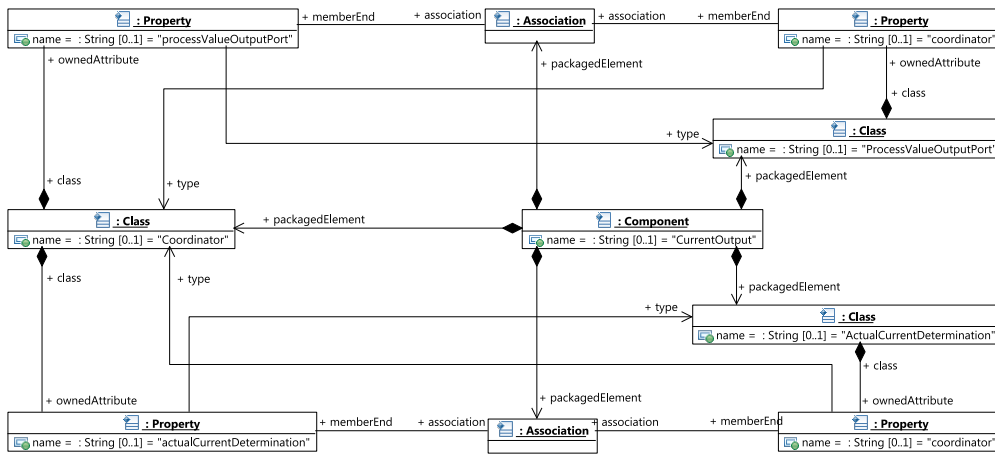 : Property
name = : String [0..1] = "processValueOutputPort"
+ memberEnd
+ association
: Association
+ association
+ memberEnd
: Property
name = : String [0..1] = "coordinator"
+ ownedAttribute
+ packagedElement
+ ownedAttribute
+ class
+ type
: Class
name = : String [0..1] = "ProcessValueOutputPort"
+ class
+ type
+ packagedElement
: Class
name = : String [0..1] = "Coordinator"
+ packagedElement
: Component
name = : String [0..1] = "CurrentOutput"
+ class
+ type
+ packagedElement
+ type
: Class
name = : String [0..1] = "ActualCurrentDetermination"
+ class
+ ownedAttribute
+ packagedElement
+ ownedAttribute
: Property
name = : String [0..1] = "actualCurrentDetermination"
+ memberEnd
+ association
: Association
+ association
+ memberEnd
: Property
name = : String [0..1] = "coordinator"